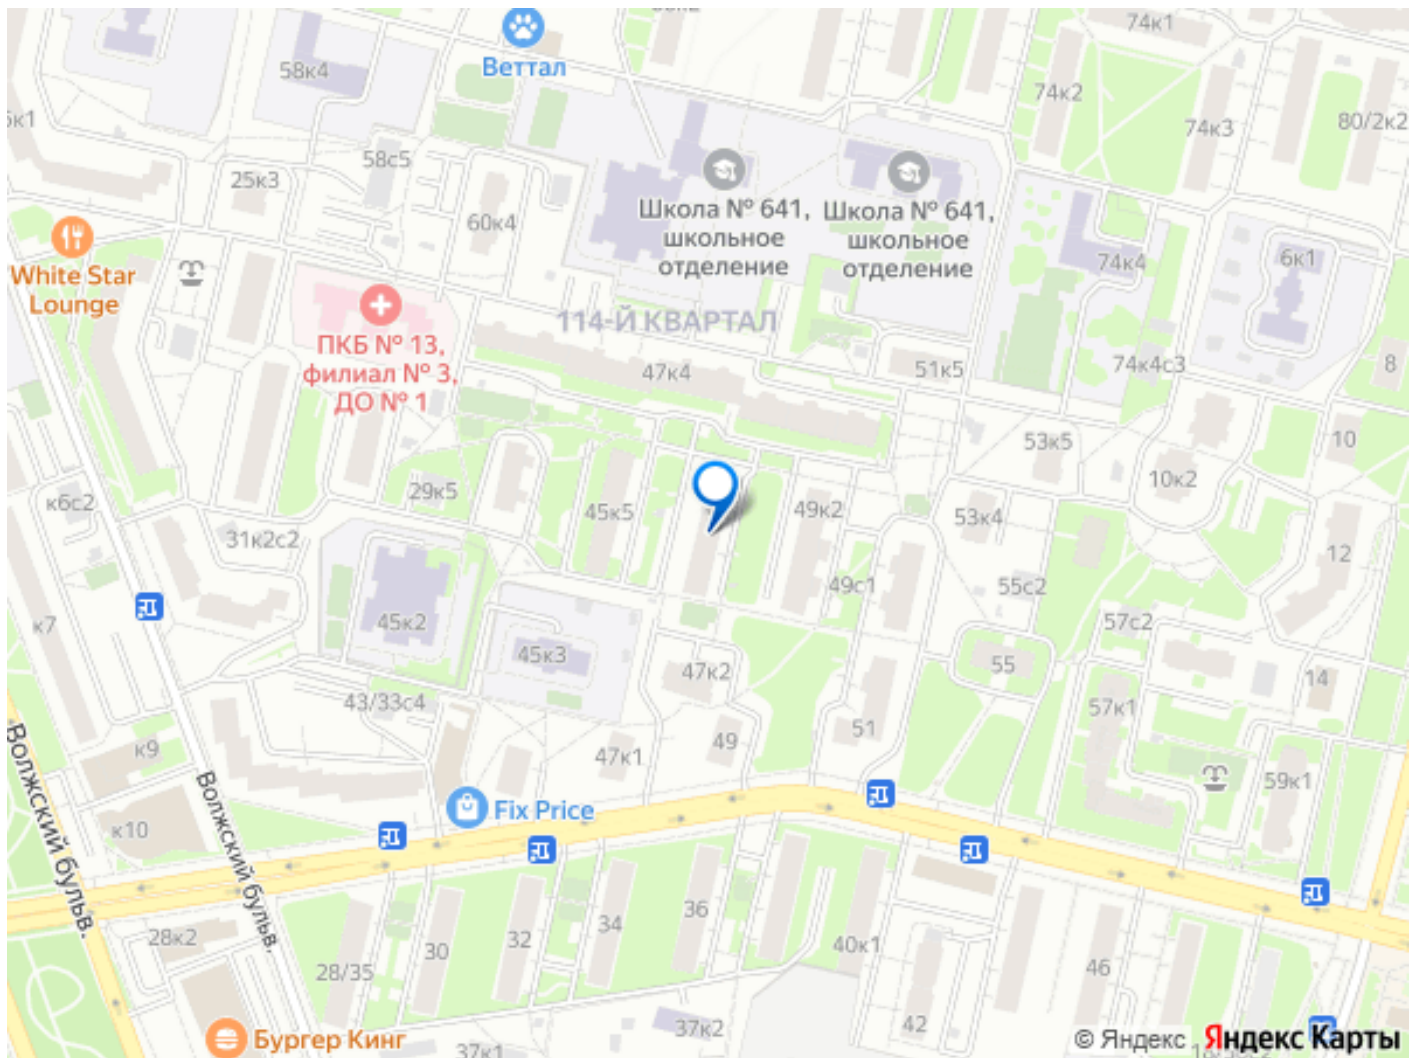 74к1
Веттал
58к4
74к2
80/2к2
74к3
58с5
25к3
60к4
Школа № 641,
школьное
отделение
Школа № 641,
школьное
отделение
White Star
Lounge
74к4
6к1
114-Й КВАРТАЛ
ПКБ № 13,
филиал № 3,
ДО № 1
47к4
51к5
74к4с3
8
53к5
10
10к2
29к5
к6с2
45к5
49к2
53к4
31к2с2
12
49с1
55с2
к7
45к2
57с2
45к3
47к2
55
14
43/33с4
57к1
51
49
47к1
к9
59к1
Волжский бульв.
Волжский бульв.
Fix Price
к10
36
34
28к2
32
30
40к1
28/35
46
42
37к2
Бургер Кинг
37к1
© Яндекс Яндекс Карты